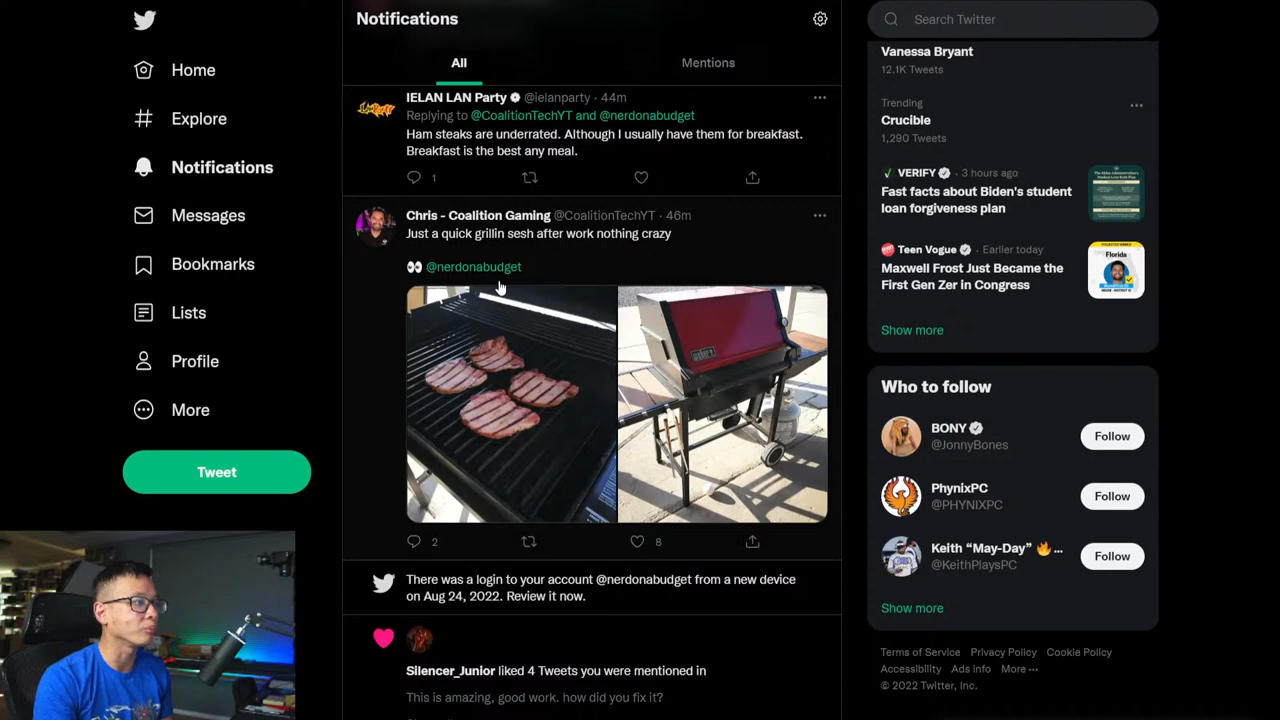 Home
Explore
Notifications
Messages
Bookmarks
Lists
Profile
More
Tweet
Notifications
All
Mentions
IELAN LAN Party @ielanparty · 44m
Replying to @CoalitionTechYT and @nerdonabudget
Ham steaks are underrated. Although I usually have them for breakfast.
Breakfast is the best any meal.
1
Chris - Coalition Gaming @CoalitionTechYT · 46m
Just a quick grillin sesh after work nothing crazy
👀 @nerdonabudget
weber
2
8
There was a login to your account @nerdonabudget from a new device
on Aug 24, 2022. Review it now.
Silencer_Junior liked 4 Tweets you were mentioned in
This is amazing, good work. how did you fix it?
Search Twitter
Vanessa Bryant
12.1K Tweets
Trending
Crucible
1,290 Tweets
VERIFY · 3 hours ago
Fast facts about Biden's student
loan forgiveness plan
Teen Vogue · Earlier today
Maxwell Frost Just Became the
First Gen Zer in Congress
Florida
Show more
Who to follow
BONY
@JonnyBones
Follow
PhynixPC
@PHYNIXPC
Follow
Keith “May-Day” 🔥 ...
@KeithPlaysPC
Follow
Show more
Terms of Service Privacy Policy Cookie Policy
Accessibility Ads info More ···
© 2022 Twitter, Inc.